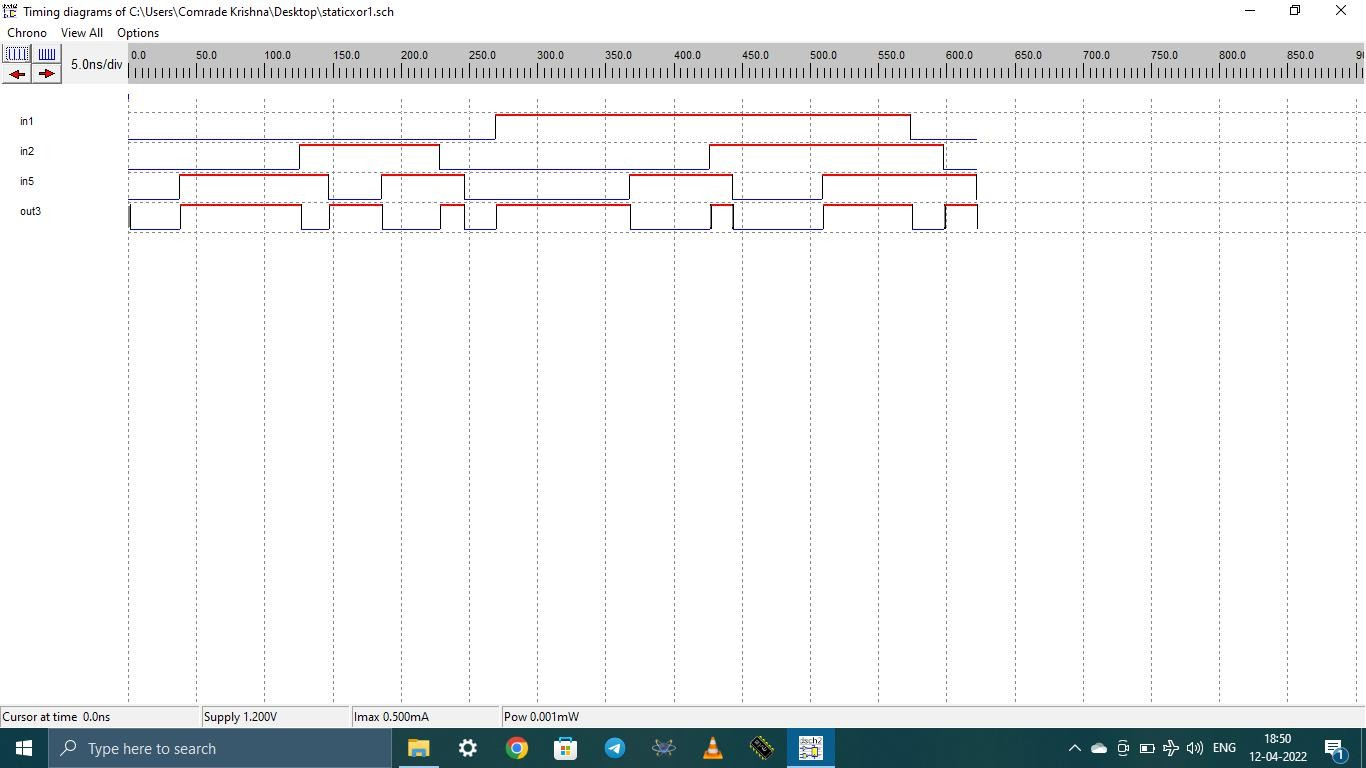 Timing diagrams of C:\Users\Comrade Krishna\Desktop\staticxor1.sch
Chrono View All Options
5.0ns/div 0.0 50.0 100.0 150.0 200.0 250.0 300.0 350.0 400.0 450.0 500.0 550.0 600.0 650.0 700.0 750.0 800.0 850.0
in1
in2
in5
out3
Cursor at time 0.0ns Supply 1.200V Imax 0.500mA Pow 0.001mW
Type here to search dsch2 ENG 18:50
12-04-2022 1